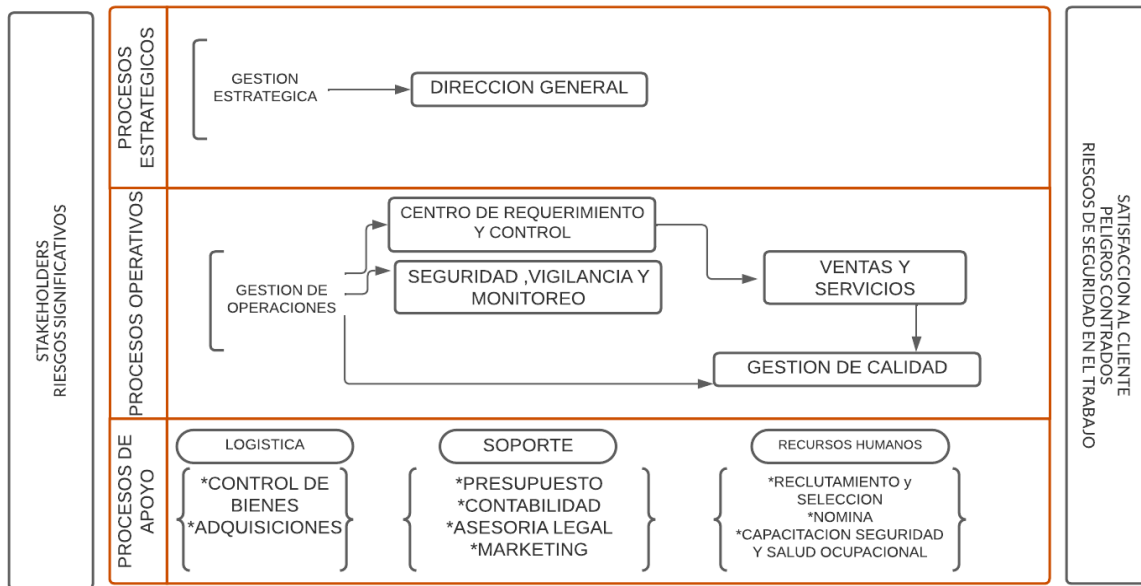 STAKEHOLDERS
RIESGOS SIGNIFICATIVOS
PROCESOS
ESTRATEGICOS
GESTION
ESTRATEGICA
DIRECCION GENERAL
PROCESOS OPERATIVOS
GESTION DE
OPERACIONES
CENTRO DE REQUERIMIENTO
Y CONTROL
SEGURIDAD ,VIGILANCIA Y
MONITOREO
VENTAS Y
SERVICIOS
GESTION DE CALIDAD
PROCESOS DE
APOYO
LOGISTICA
*CONTROL DE
BIENES
*ADQUISICIONES
SOPORTE
*PRESUPUESTO
*CONTABILIDAD
*ASESORIA LEGAL
*MARKETING
RECURSOS HUMANOS
*RECLUTAMIENTO y
SELECCION
*NOMINA
*CAPACITACION SEGURIDAD
Y SALUD OCUPACIONAL
SATISFACCION AL CLIENTE
PELIGROS CONTRADOS
RIESGOS DE SEGURIDAD EN EL TRABAJO